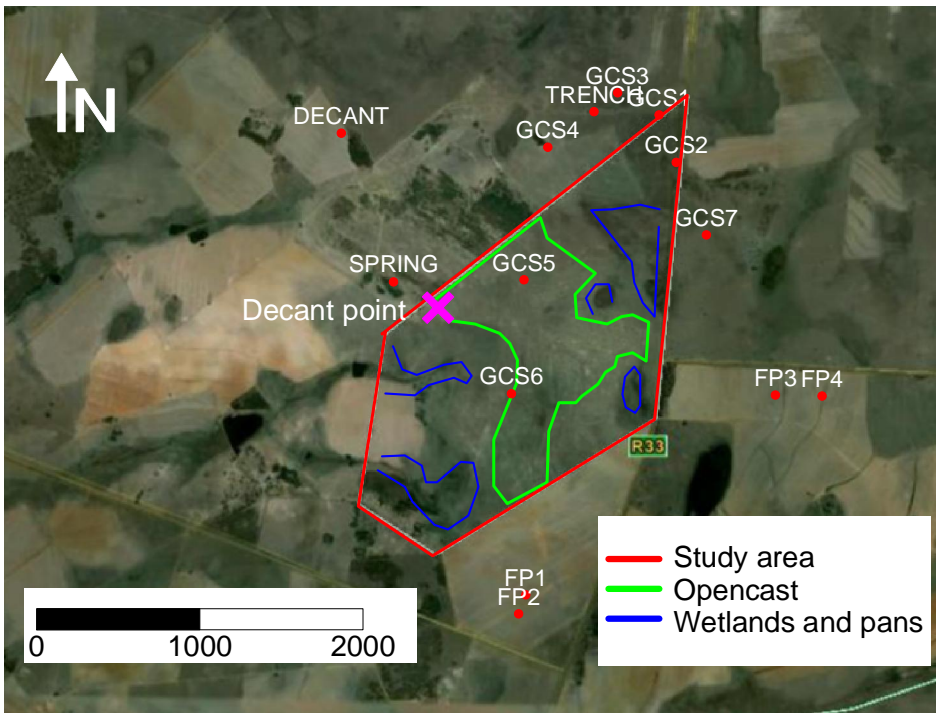 GCS3
TRENCH
GCS1
N
DECANT
GCS4
GCS2
GCS7
SPRING
GCS5
Decant point
GCS6
FP3
FP4
R33
FP1
FP2
Study area
Opencast
Wetlands and pans
0
1000
2000